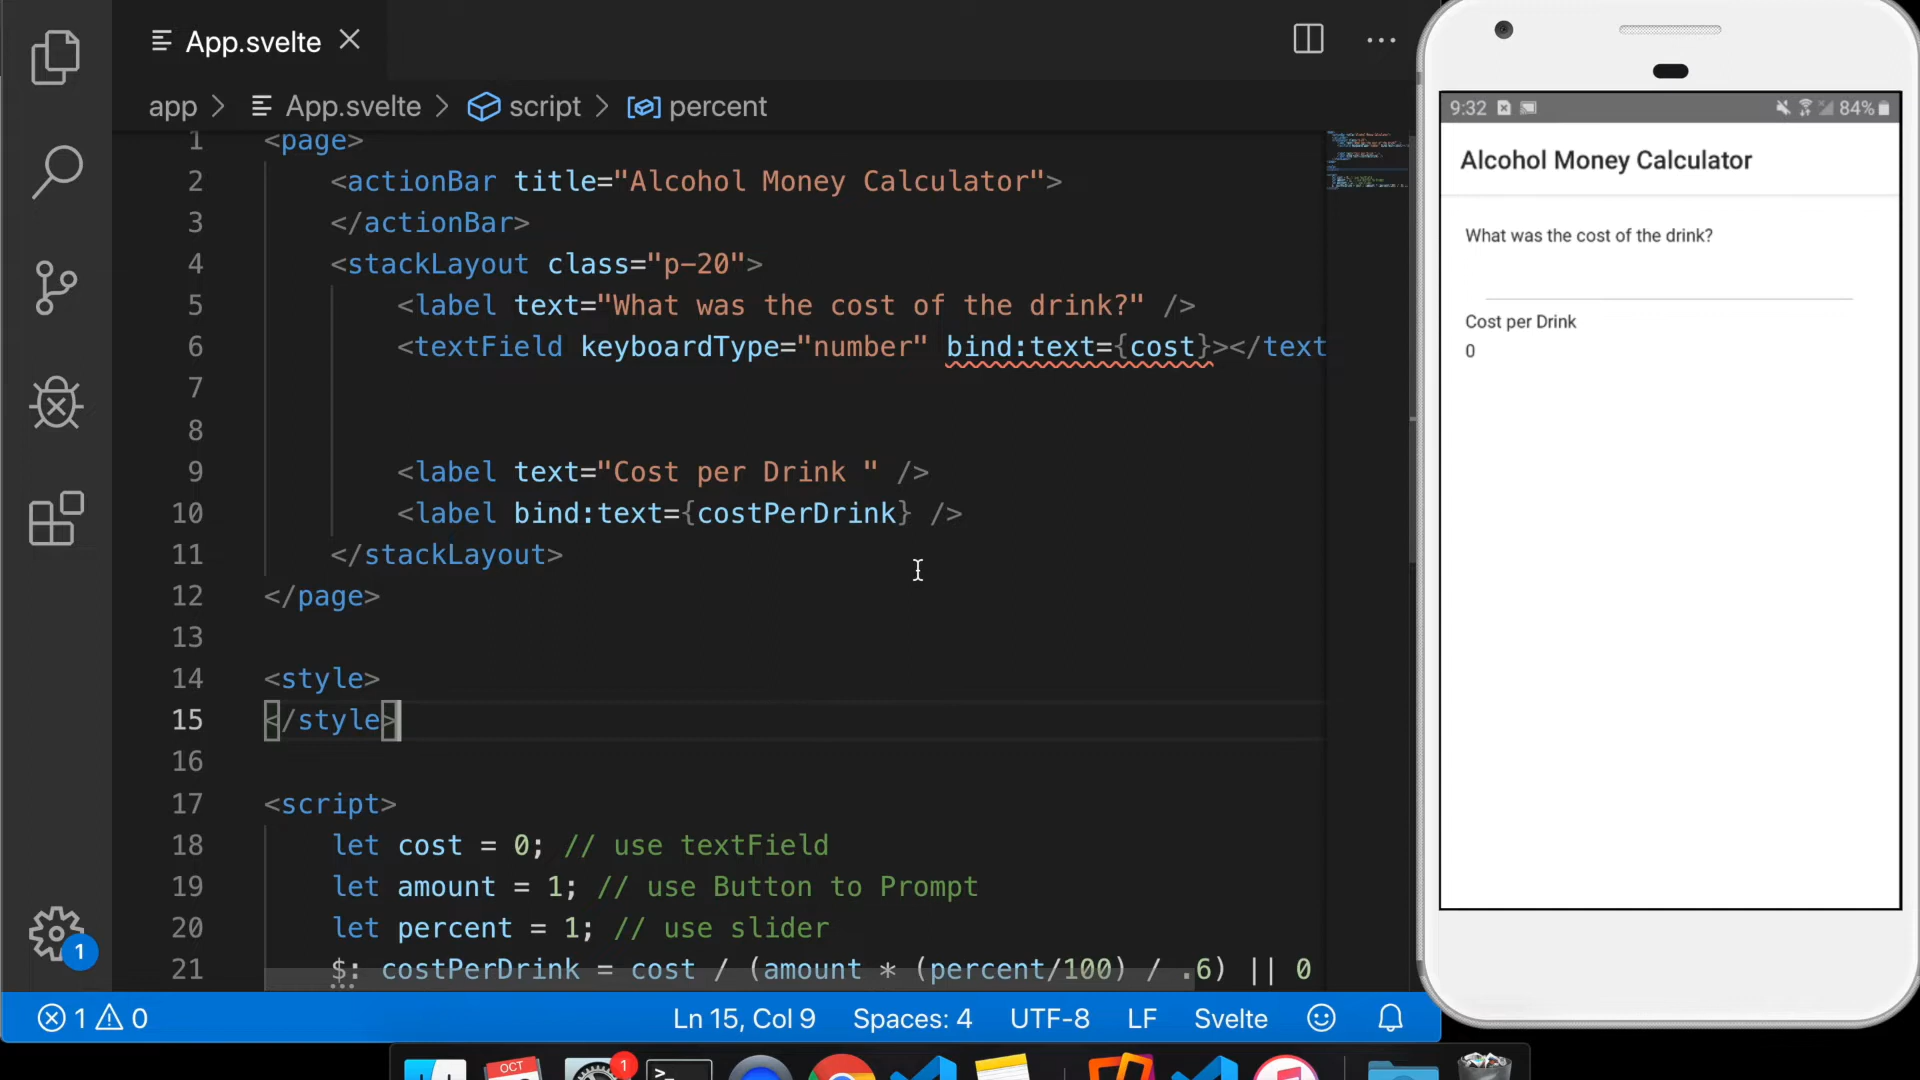 App.svelte
app > App.svelte > script > percent
1 <page>
2 <actionBar title="Alcohol Money Calculator">
3 </actionBar>
4 <stackLayout class="p-20">
5 <label text="What was the cost of the drink?" />
6 <textField keyboardType="number" bind:text={cost}></text
7
8
9 <label text="Cost per Drink " />
10 <label bind:text={costPerDrink} />
11 </stackLayout>
12 </page>
13
14 <style>
15 </style>
16
17 <script>
18 let cost = 0; // use textField
19 let amount = 1; // use Button to Prompt
20 let percent = 1; // use slider
21 $: costPerDrink = cost / (amount * (percent/100) / .6) || 0
1
1 0 Ln 15, Col 9 Spaces: 4 UTF-8 LF Svelte
OCT
1
>_
9:32 84%
Alcohol Money Calculator
What was the cost of the drink?
Cost per Drink
0